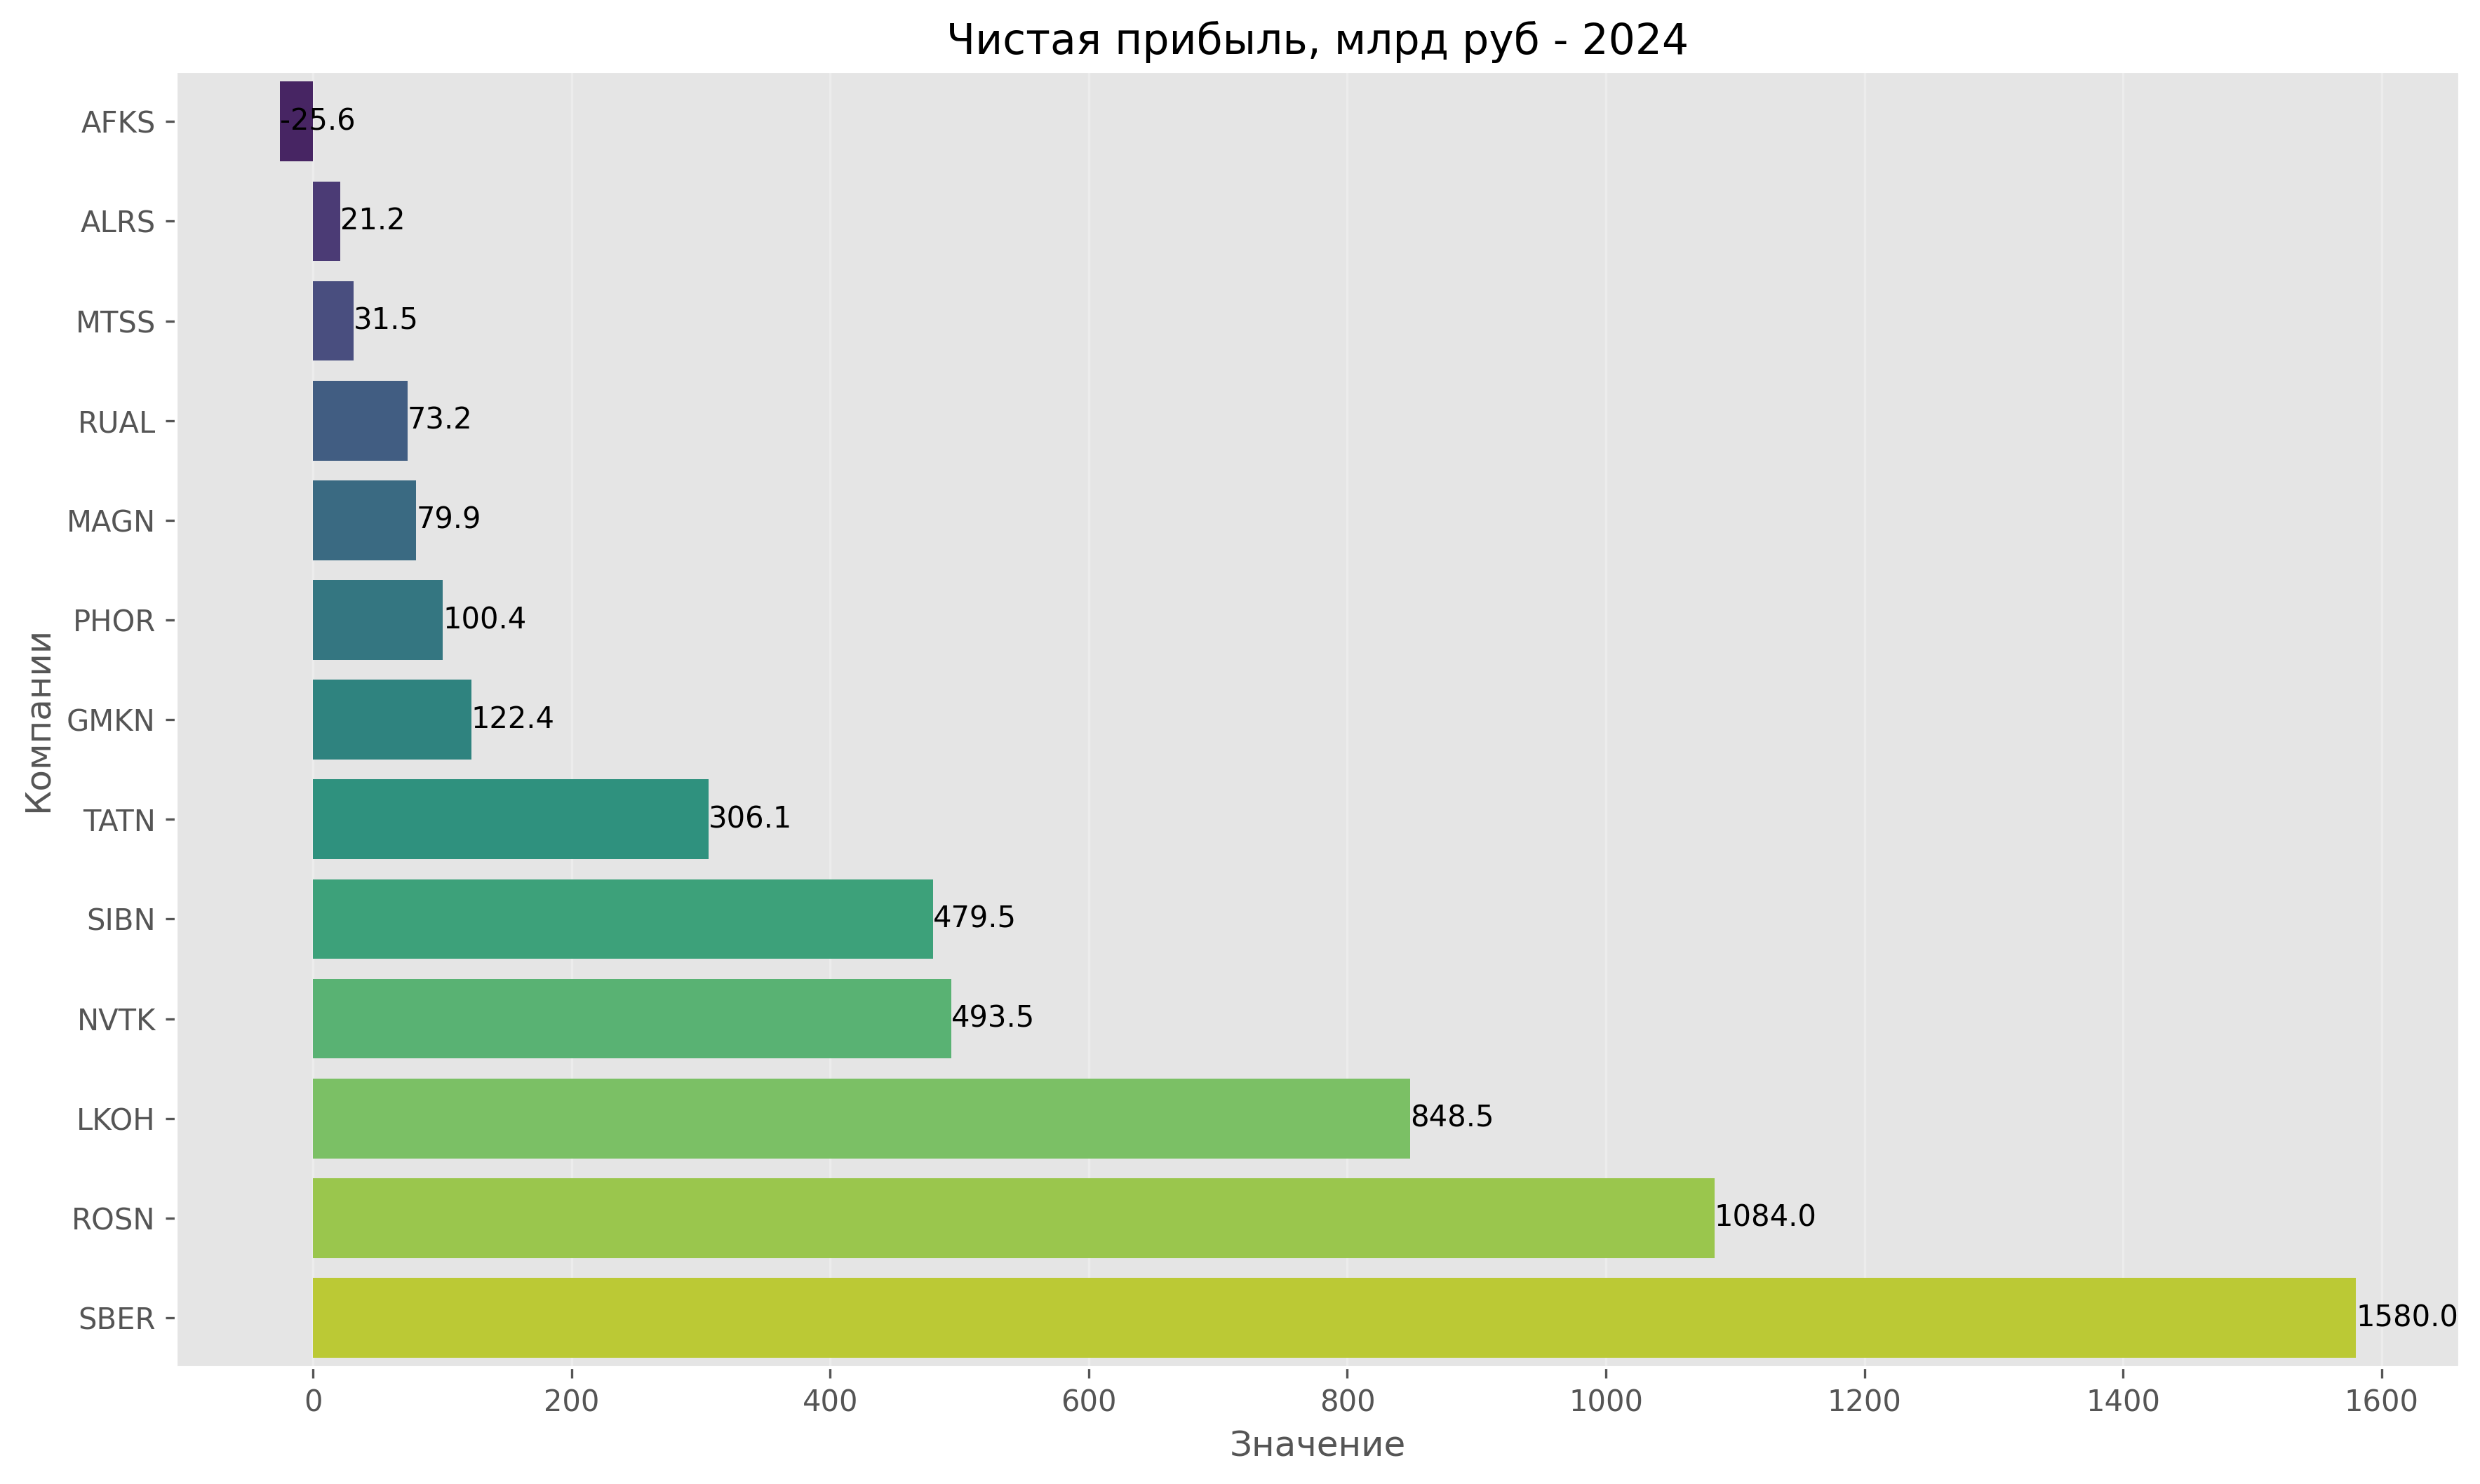 Чистая прибыль, млрд руб - 2024
Компании
AFKS
-25.6
ALRS
21.2
MTSS
31.5
RUAL
73.2
MAGN
79.9
PHOR
100.4
GMKN
122.4
TATN
306.1
SIBN
479.5
NVTK
493.5
LKOH
848.5
ROSN
1084.0
SBER
1580.0
0 200 400 600 800 1000 1200 1400 1600
Значение